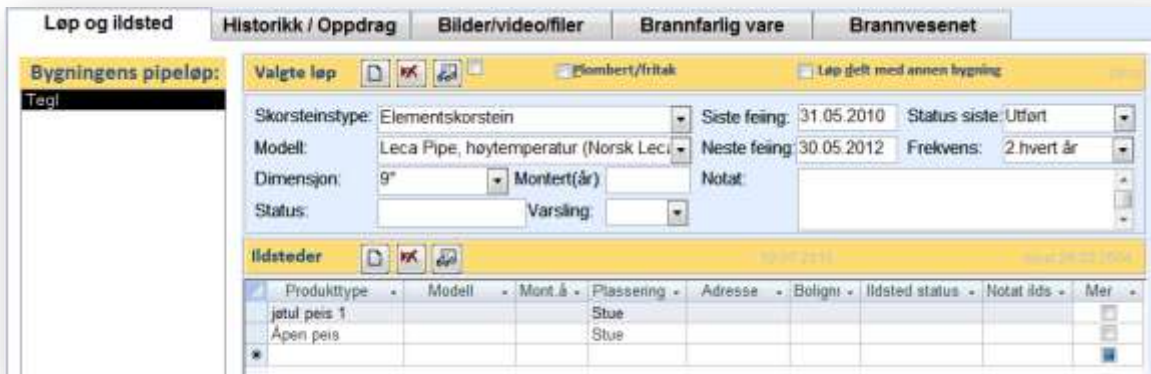 Løp og ildsted Historikk / Oppdrag Bilder/video/filer Brannfarlig vare Brannvesenet
Bygningens pipeløp:
Tegl
Valgte løp Plombert/fritak Løp delt med annen bygning
Skorsteinstype: Elementskorstein Siste feiing: 31.05.2010 Status siste: Utført
Modell: Leca Pipe, høytemperatur (Norsk Leca Neste feiing: 30.05.2012 Frekvens: 2.hvert år
Dimensjon: 9" Montert(år) Notat:
Status: Varsling:
Ildsteder
Produkttype Modell Mont.å Plassering Adresse Boligni Ildsted status Notat ilds Mer
jøtul peis 1 Stue
Åpen peis Stue